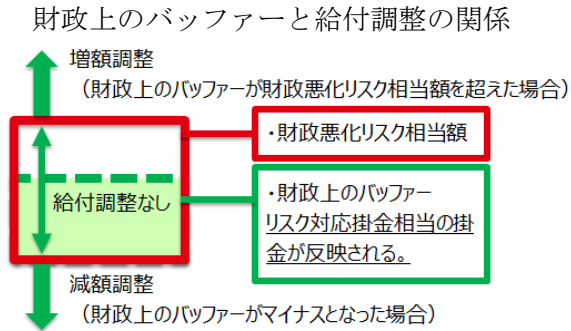 財政上のバッファーと給付調整の関係
増額調整
（財政上のバッファーが財政悪化リスク相当額を超えた場合）
・財政悪化リスク相当額
給付調整なし
・財政上のバッファー
リスク対応掛金相当の掛
金が反映される。
減額調整
（財政上のバッファーがマイナスとなった場合）